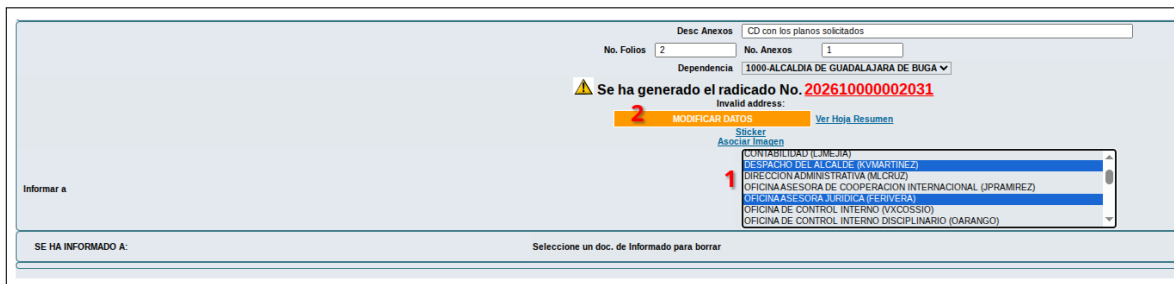 Desc Anexos CD con los planos solicitados
No. Folios 2 No. Anexos 1
Dependencia 1000-ALCALDIA DE GUADALAJARA DE BUGA
Se ha generado el radicado No. 202610000002031
Invalid address:
2 MODIFICAR DATOS Ver Hoja Resumen
Sticker
Asociar Imagen
CONTABILIDAD (LJMEJIA)
DESPACHO DEL ALCALDE (KVMARTINEZ)
1 DIRECCION ADMINISTRATIVA (MLCRUZ)
OFICINA ASESORA DE COOPERACION INTERNACIONAL (JPRAMIREZ)
Informar a
OFICINA ASESORA JURIDICA (FERIVERA)
OFICINA DE CONTROL INTERNO (VXCOSSIO)
OFICINA DE CONTROL INTERNO DISCIPLINARIO (OARANGO)
SE HA INFORMADO A: Seleccione un doc. de Informado para borrar